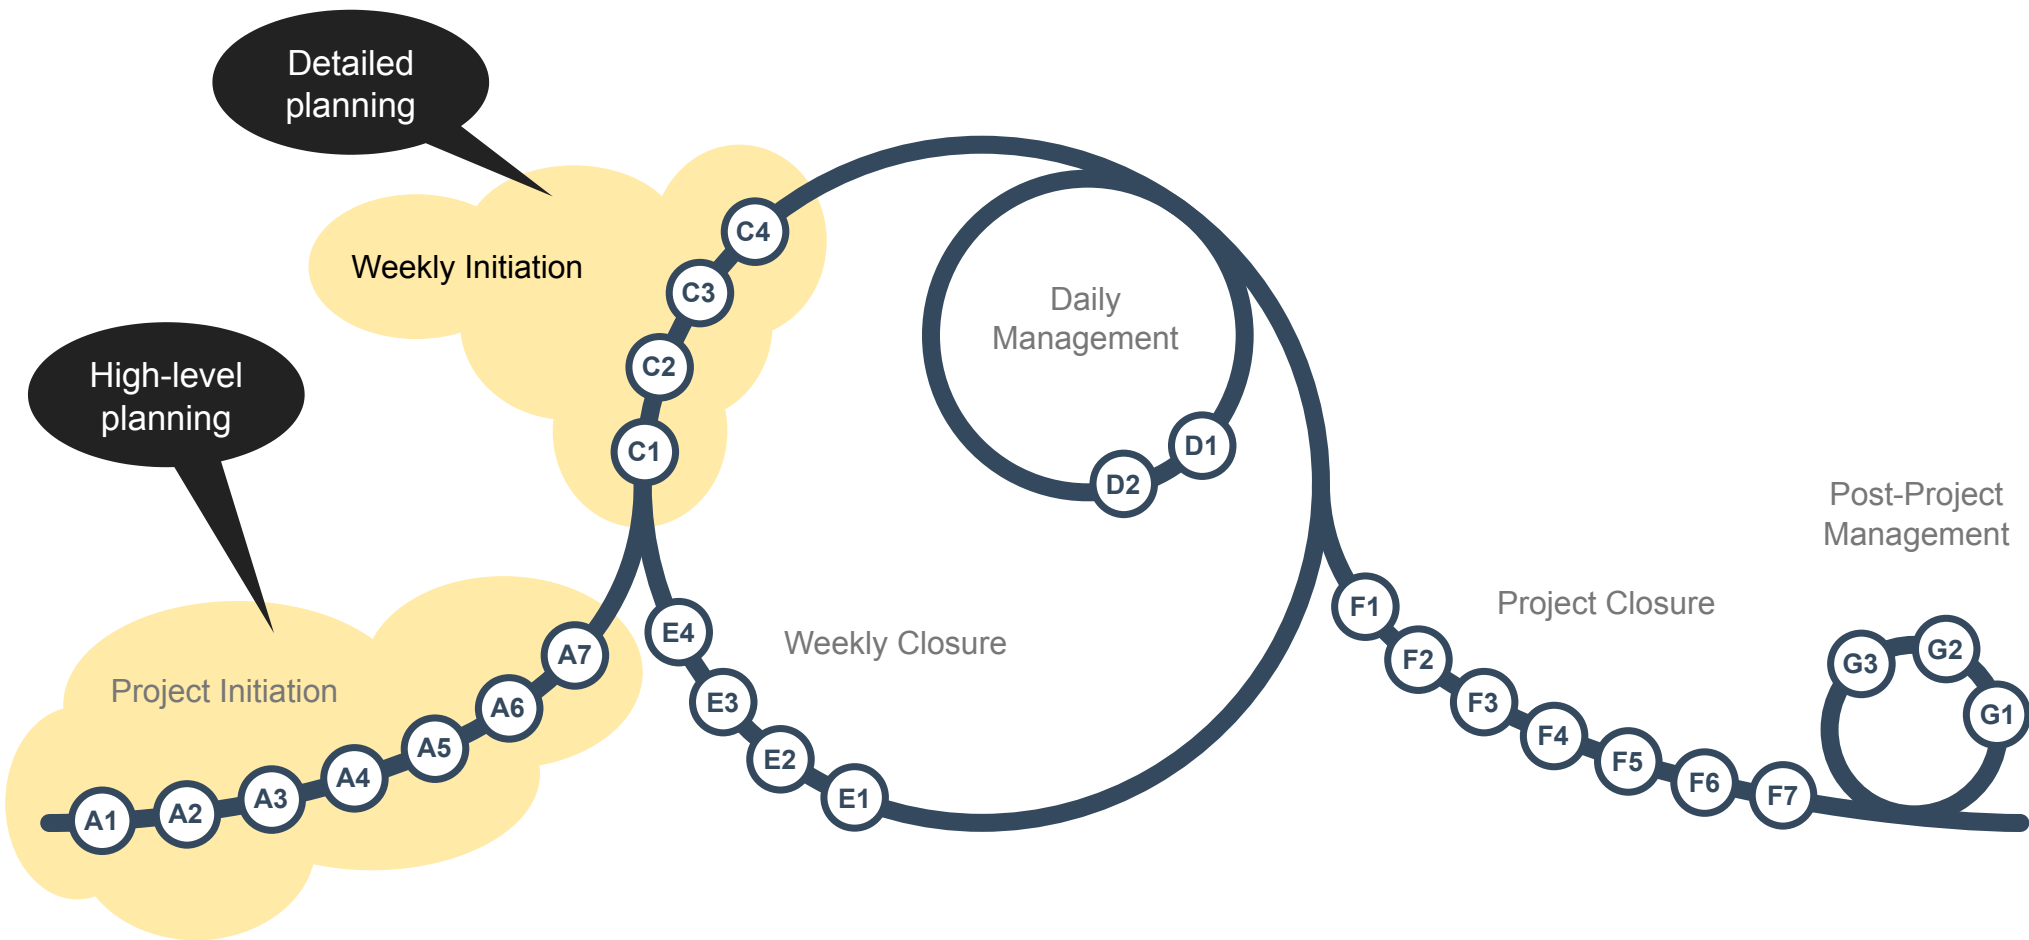 Detailed
planning
Weekly Initiation
C4
C3
C2
C1
High-level
planning
Project Initiation
A1
A2
A3
A4
A5
A6
A7
Daily
Management
D1
D2
Weekly Closure
E4
E3
E2
E1
Project Closure
F1
F2
F3
F4
F5
F6
F7
Post-Project
Management
G3
G2
G1